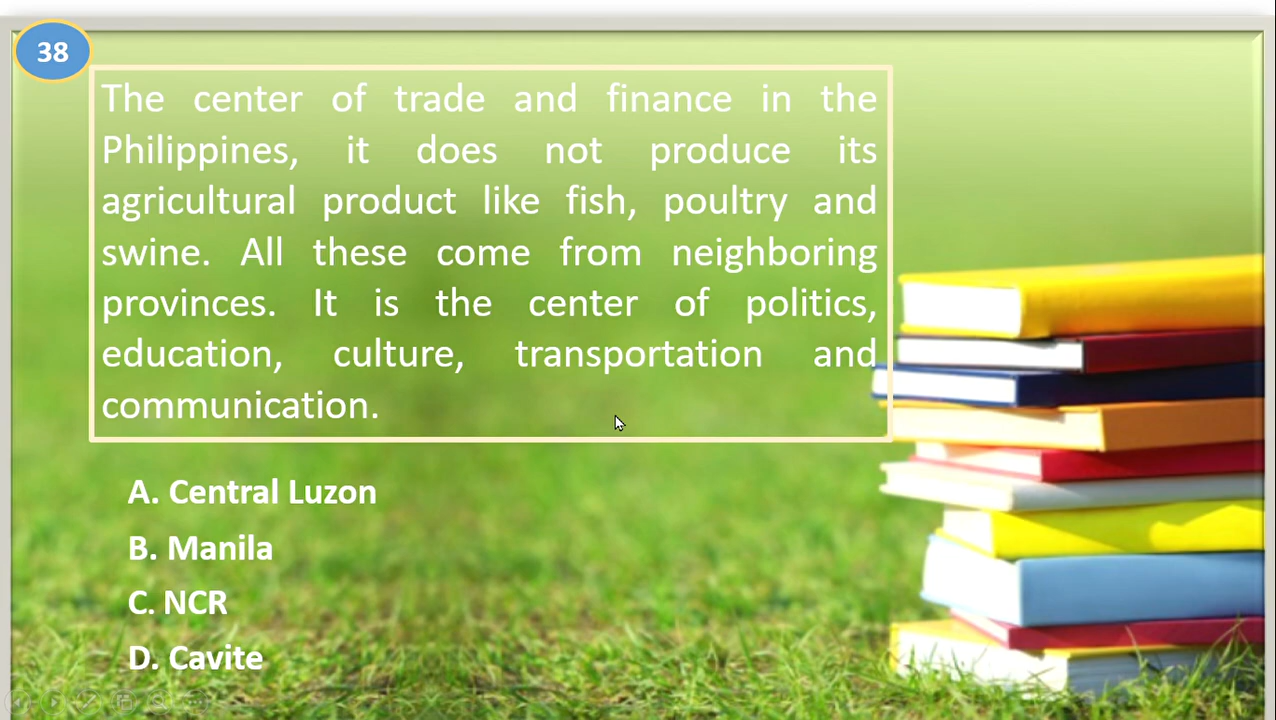 38
The center of trade and finance in the
Philippines, it does not produce its
agricultural product like fish, poultry and
swine. All these come from neighboring
provinces. It is the center of politics,
education, culture, transportation and
communication.
A. Central Luzon
B. Manila
C. NCR
D. Cavite